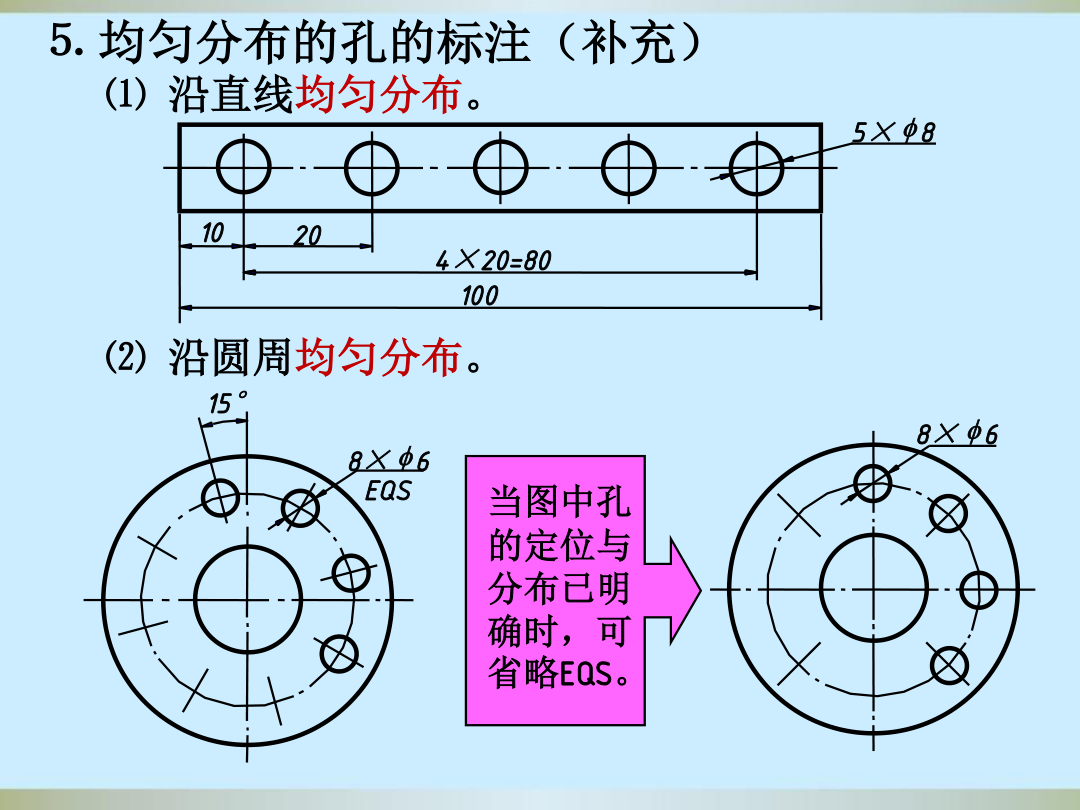 5. 均匀分布的孔的标注（补充）
⑴ 沿直线均匀分布。
5×φ8
10
20
4×20=80
100
⑵ 沿圆周均匀分布。
15°
8×φ6
EQS
当图中孔
的定位与
分布已明
确时，可
省略EQS。
8×φ6